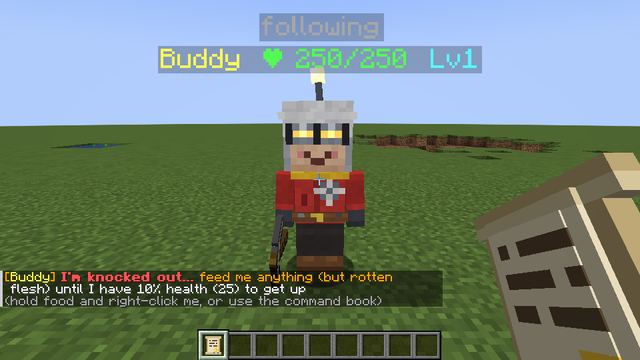 following
Buddy ♥ 250/250 Lv1
[Buddy] I'm knocked out... feed me anything (but rotten
flesh) until I have 10% health (25) to get up
(hold food and right-click me, or use the command book)